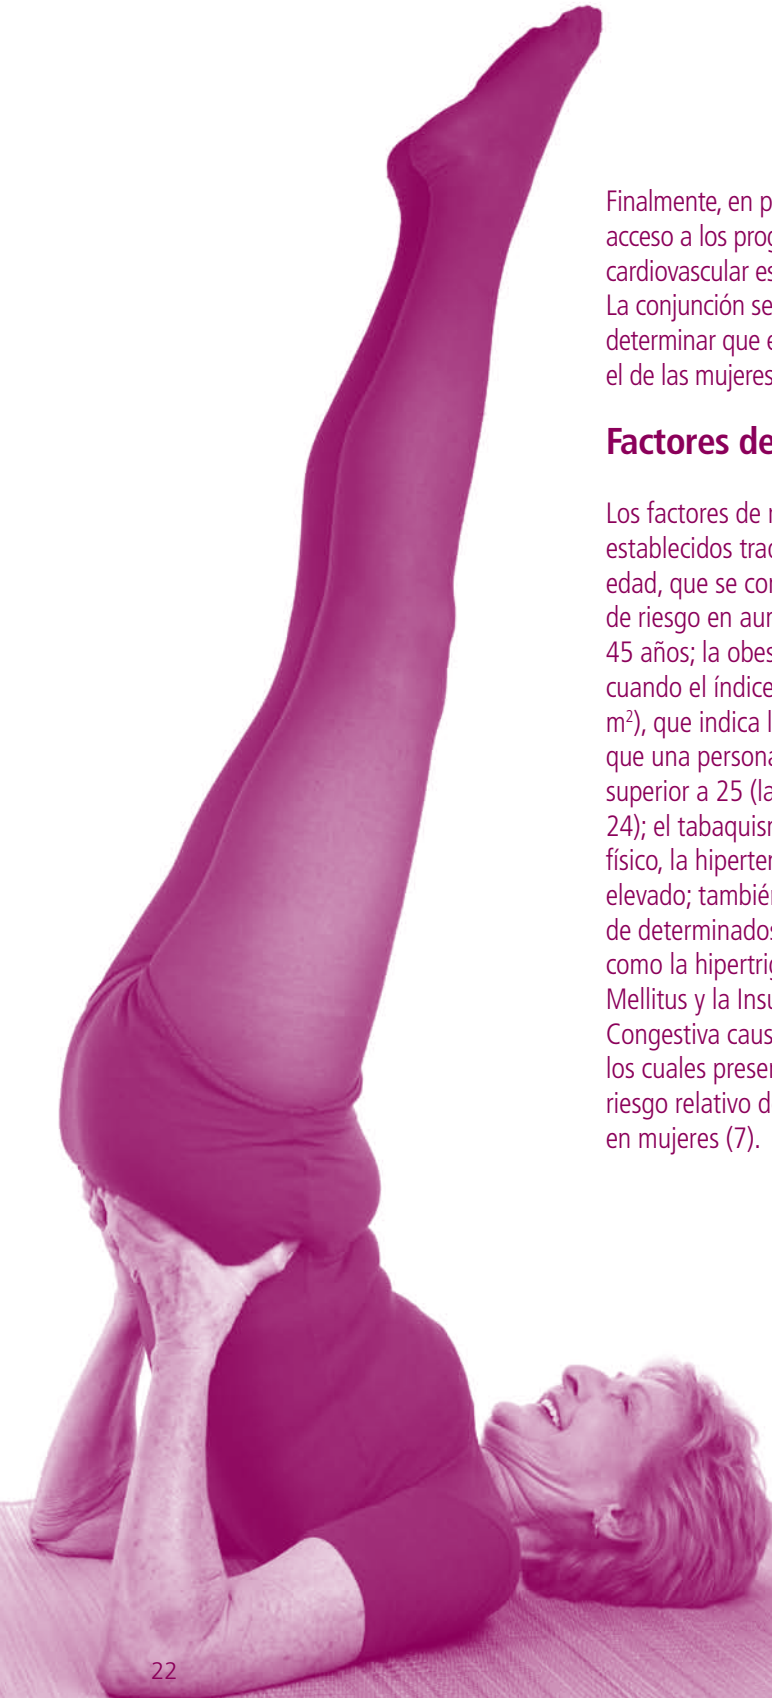 Finalmente, en p
acceso a los prog
cardiovascular es
La conjunción se
determinar que e
el de las mujeres
Factores de
Los factores de r
establecidos trad
edad, que se con
de riesgo en aum
45 años; la obes
cuando el índice
m²), que indica l
que una persona
superior a 25 (la
24); el tabaquism
físico, la hiperten
elevado; también
de determinados
como la hipertrig
Mellitus y la Insu
Congestiva caus
los cuales presen
riesgo relativo d
en mujeres (7).
22